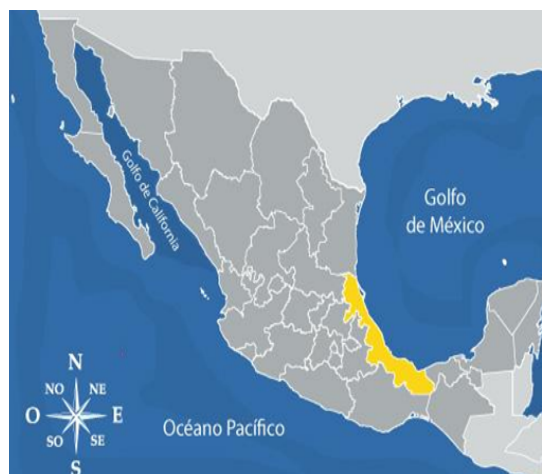 Golfo de California
Golfo
de México
N
NO
NE
O
E
SO
SE
S
Océano Pacífico